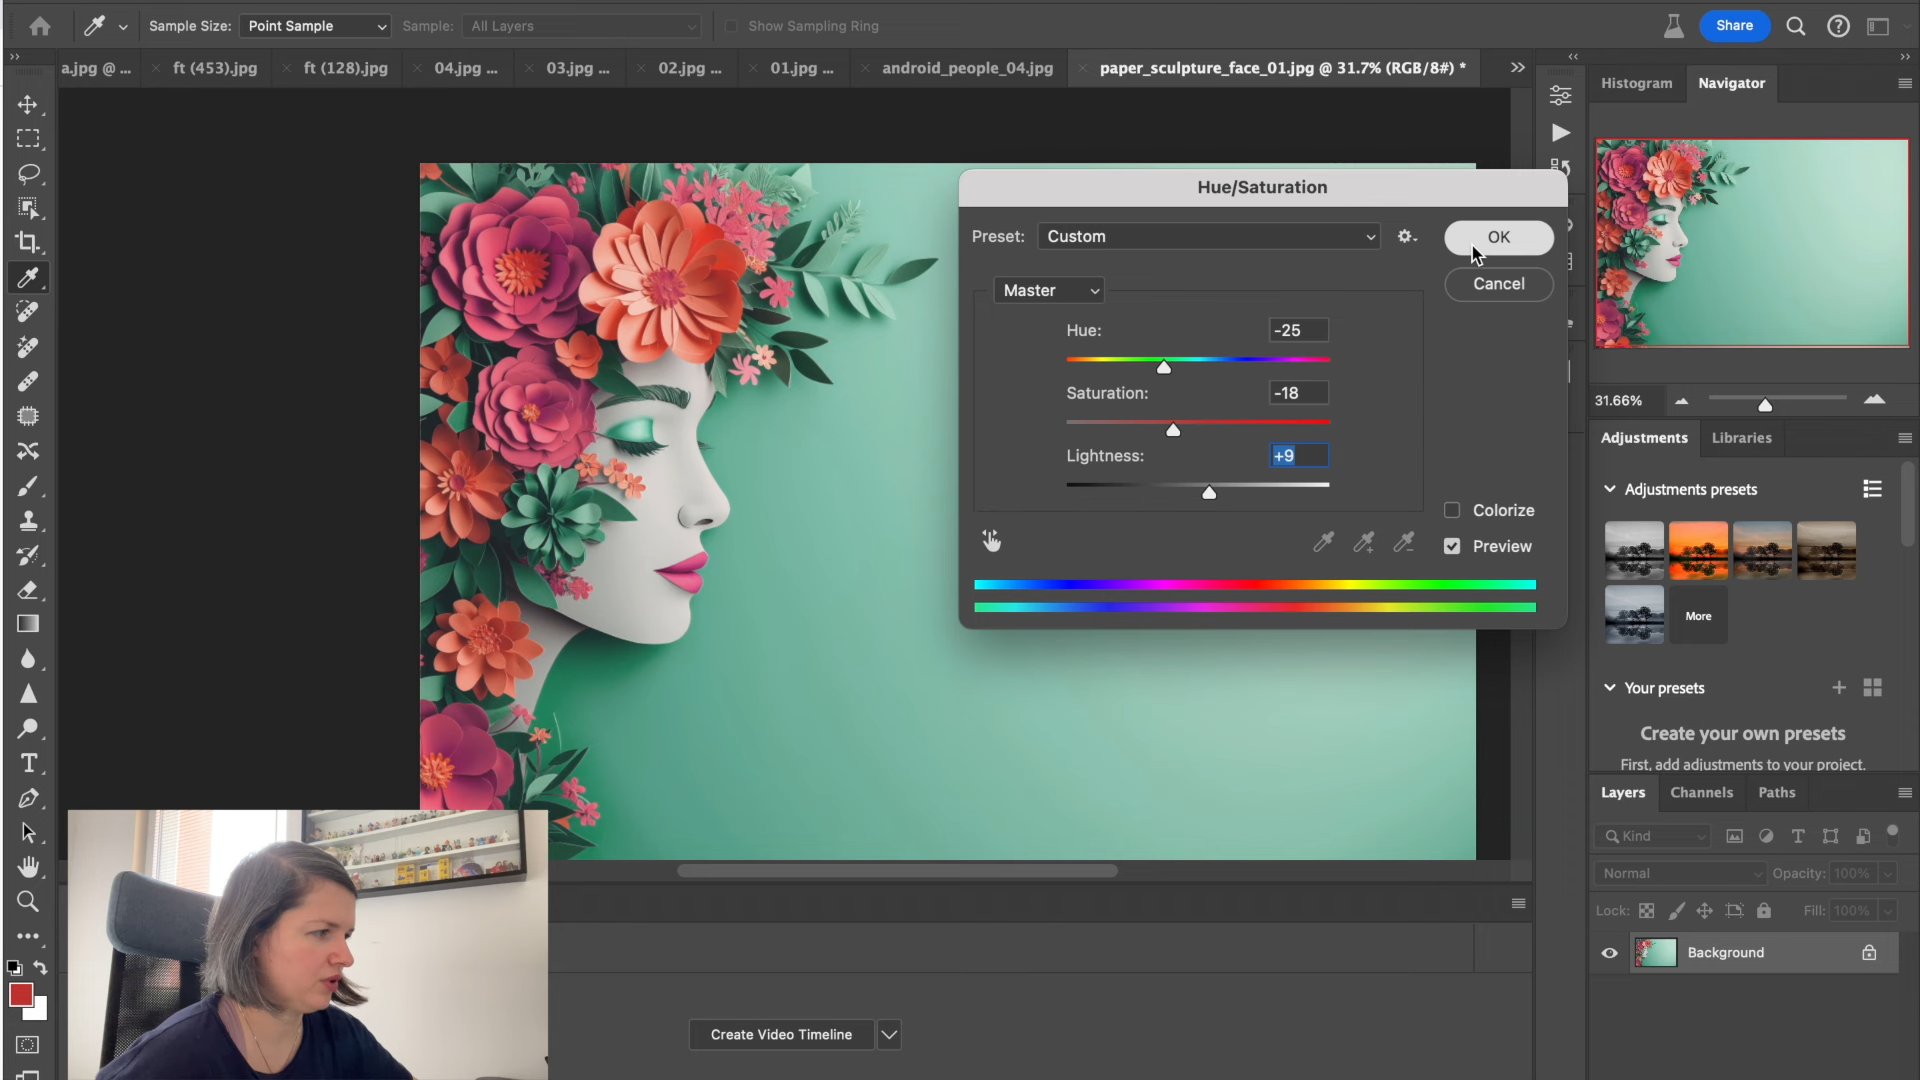 Sample Size: Point Sample Sample: All Layers Show Sampling Ring Share
a.jpg @ ... ft (453).jpg ft (128).jpg 04.jpg ... 03.jpg ... 02.jpg ... 01.jpg ... android_people_04.jpg paper_sculpture_face_01.jpg @ 31.7% (RGB/8#) *
Histogram Navigator
Hue/Saturation
Preset: Custom OK
Cancel
Master
Hue: -25
Saturation: -18
Lightness: +9
Colorize
Preview
31.66%
Adjustments Libraries
Adjustments presets
More
Your presets
Create your own presets
First, add adjustments to your project.
Layers Channels Paths
Kind
Normal Opacity: 100%
Lock: Fill: 100%
Background
Create Video Timeline